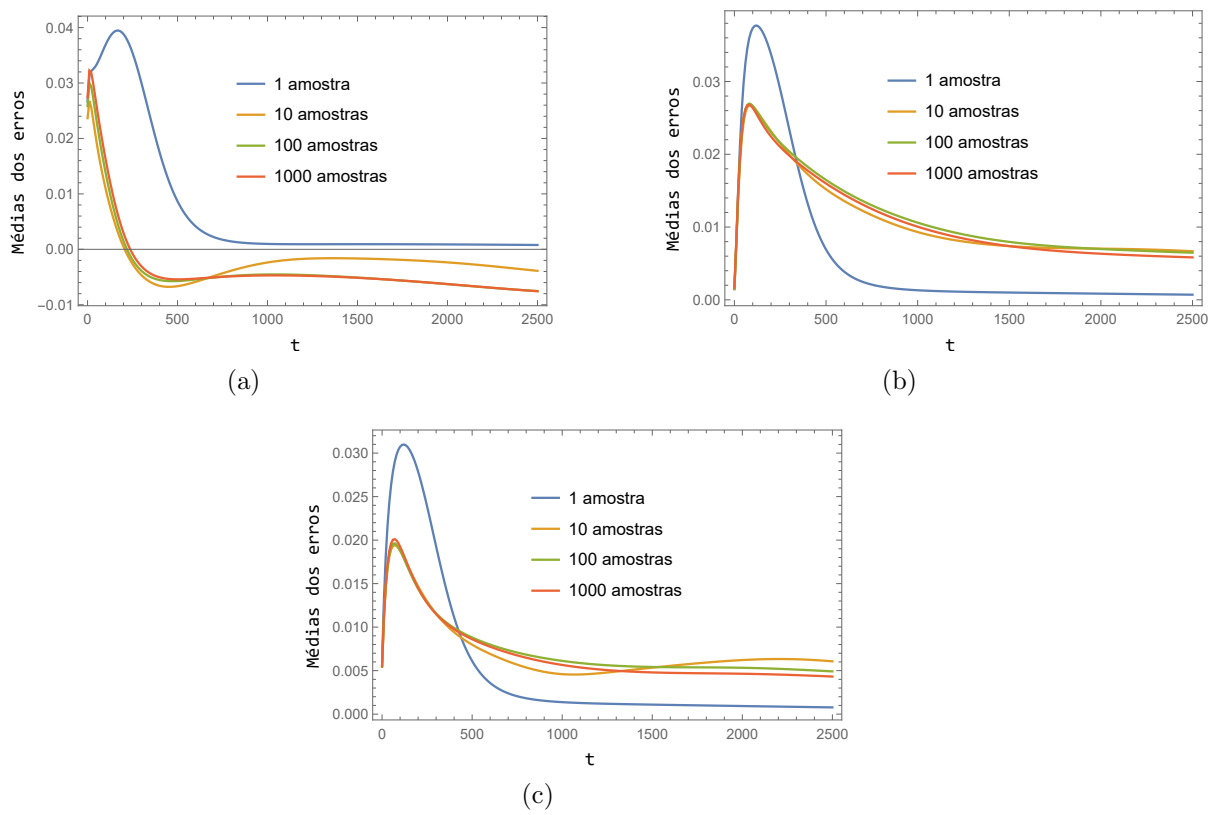 Médias dos erros
0.04
0.03
0.02
0.01
0.00
−0.01
1 amostra
10 amostras
100 amostras
1000 amostras
0 500 1000 1500 2000 2500
t
(a)
Médias dos erros
0.03
0.02
0.01
0.00
1 amostra
10 amostras
100 amostras
1000 amostras
0 500 1000 1500 2000 2500
t
(b)
Médias dos erros
0.030
0.025
0.020
0.015
0.010
0.005
0.000
1 amostra
10 amostras
100 amostras
1000 amostras
0 500 1000 1500 2000 2500
t
(c)